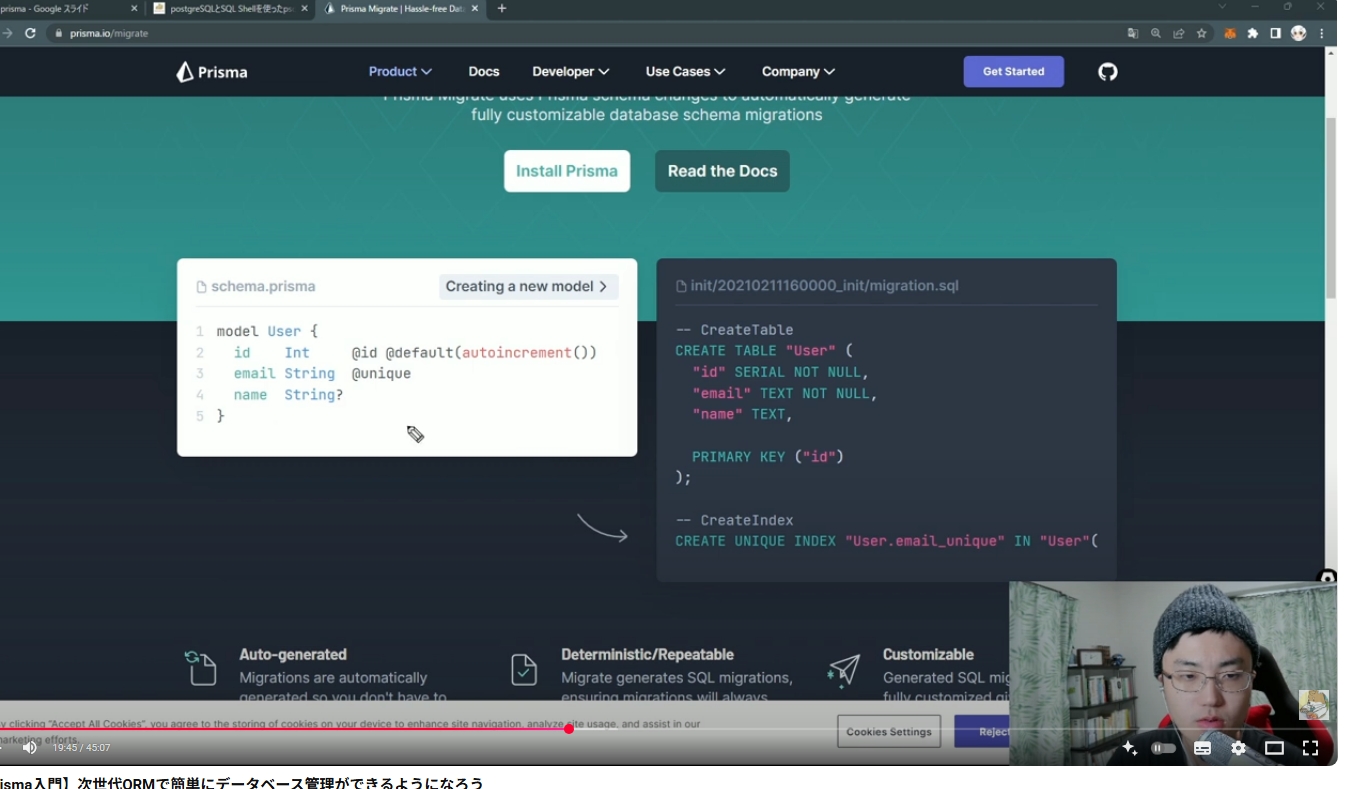 prisma - Google スライド
postgreSQLとSQL Shellを使ったps
Prisma Migrate | Hassle-free Dat
prisma.io/migrate
Prisma
Product
Docs
Developer
Use Cases
Company
Get Started
Prisma Migrate uses Prisma schema changes to automatically generate
fully customizable database schema migrations
Install Prisma
Read the Docs
schema.prisma
Creating a new model >
1 model User {
2 id Int @id @default(autoincrement())
3 email String @unique
4 name String?
5 }
init/20210211160000_init/migration.sql
-- CreateTable
CREATE TABLE "User" (
"id" SERIAL NOT NULL,
"email" TEXT NOT NULL,
"name" TEXT,
PRIMARY KEY ("id")
);
-- CreateIndex
CREATE UNIQUE INDEX "User.email_unique" IN "User"(
Auto-generated
Migrations are automatically
generated so you don't have to
Deterministic/Repeatable
Migrate generates SQL migrations,
ensuring migrations will always
Customizable
Generated SQL mig
fully customized gi
y clicking "Accept All Cookies", you agree to the storing of cookies on your device to enhance site navigation, analyze site usage, and assist in our
marketing efforts.
Cookies Settings
Reject
19:45 / 45:07
isma入門】次世代ORMで簡単にデータベース管理ができるようになろう